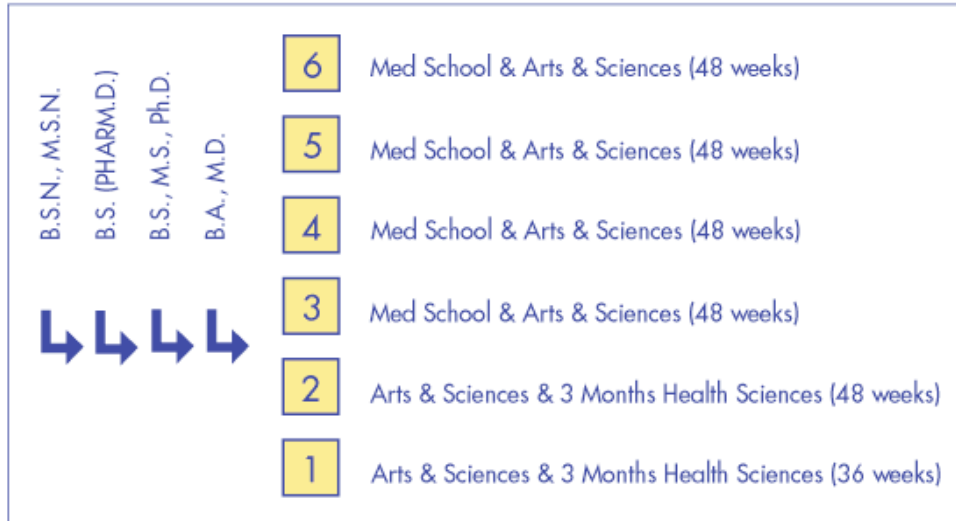 B.S.N., M.S.N.
B.S. (PHARM.D.)
B.S., M.S., Ph.D.
B.A., M.D.
6 Med School & Arts & Sciences (48 weeks)
5 Med School & Arts & Sciences (48 weeks)
4 Med School & Arts & Sciences (48 weeks)
3 Med School & Arts & Sciences (48 weeks)
2 Arts & Sciences & 3 Months Health Sciences (48 weeks)
1 Arts & Sciences & 3 Months Health Sciences (36 weeks)